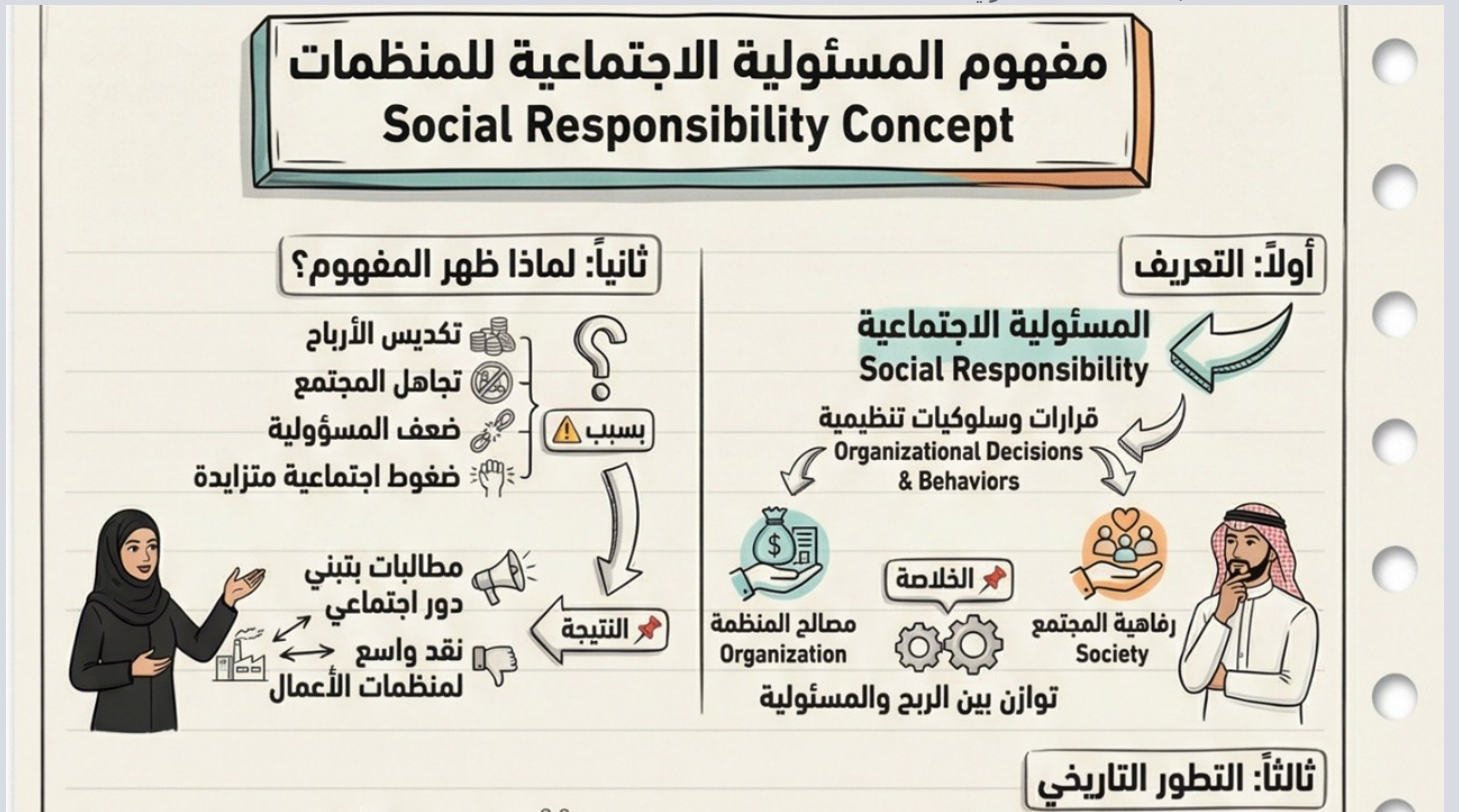 مفهوم المسئولية الاجتماعية للمنظمات
Social Responsibility Concept
أولاً: التعريف
المسئولية الاجتماعية
Social Responsibility
قرارات وسلوكيات تنظيمية
Organizational Decisions
& Behaviors
رفاهية المجتمع
Society
الخلاصة
مصالح المنظمة
Organization
$
توازن بين الربح والمسئولية
ثانياً: لماذا ظهر المفهوم؟
بسبب
تكديس الأرباح
تجاهل المجتمع
ضعف المسؤولية
ضغوط اجتماعية متزايدة
النتيجة
مطالبات بتبني
دور اجتماعي
نقد واسع
لمنظمات الأعمال
ثالثاً: التطور التاريخي